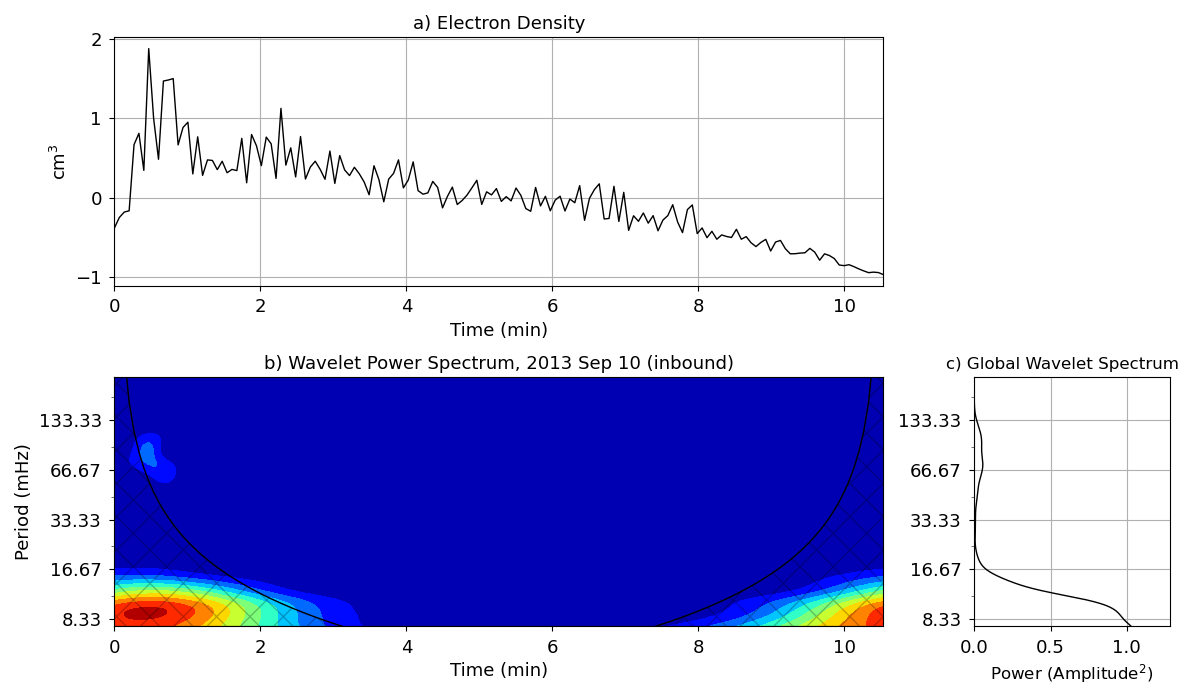 a) Electron Density
2
1
0
−1
cm³
0 2 4 6 8 10
Time (min)
b) Wavelet Power Spectrum, 2013 Sep 10 (inbound)
133.33
66.67
33.33
16.67
8.33
Period (mHz)
0 2 4 6 8 10
Time (min)
c) Global Wavelet Spectrum
133.33
66.67
33.33
16.67
8.33
0.0 0.5 1.0
Power (Amplitude²)